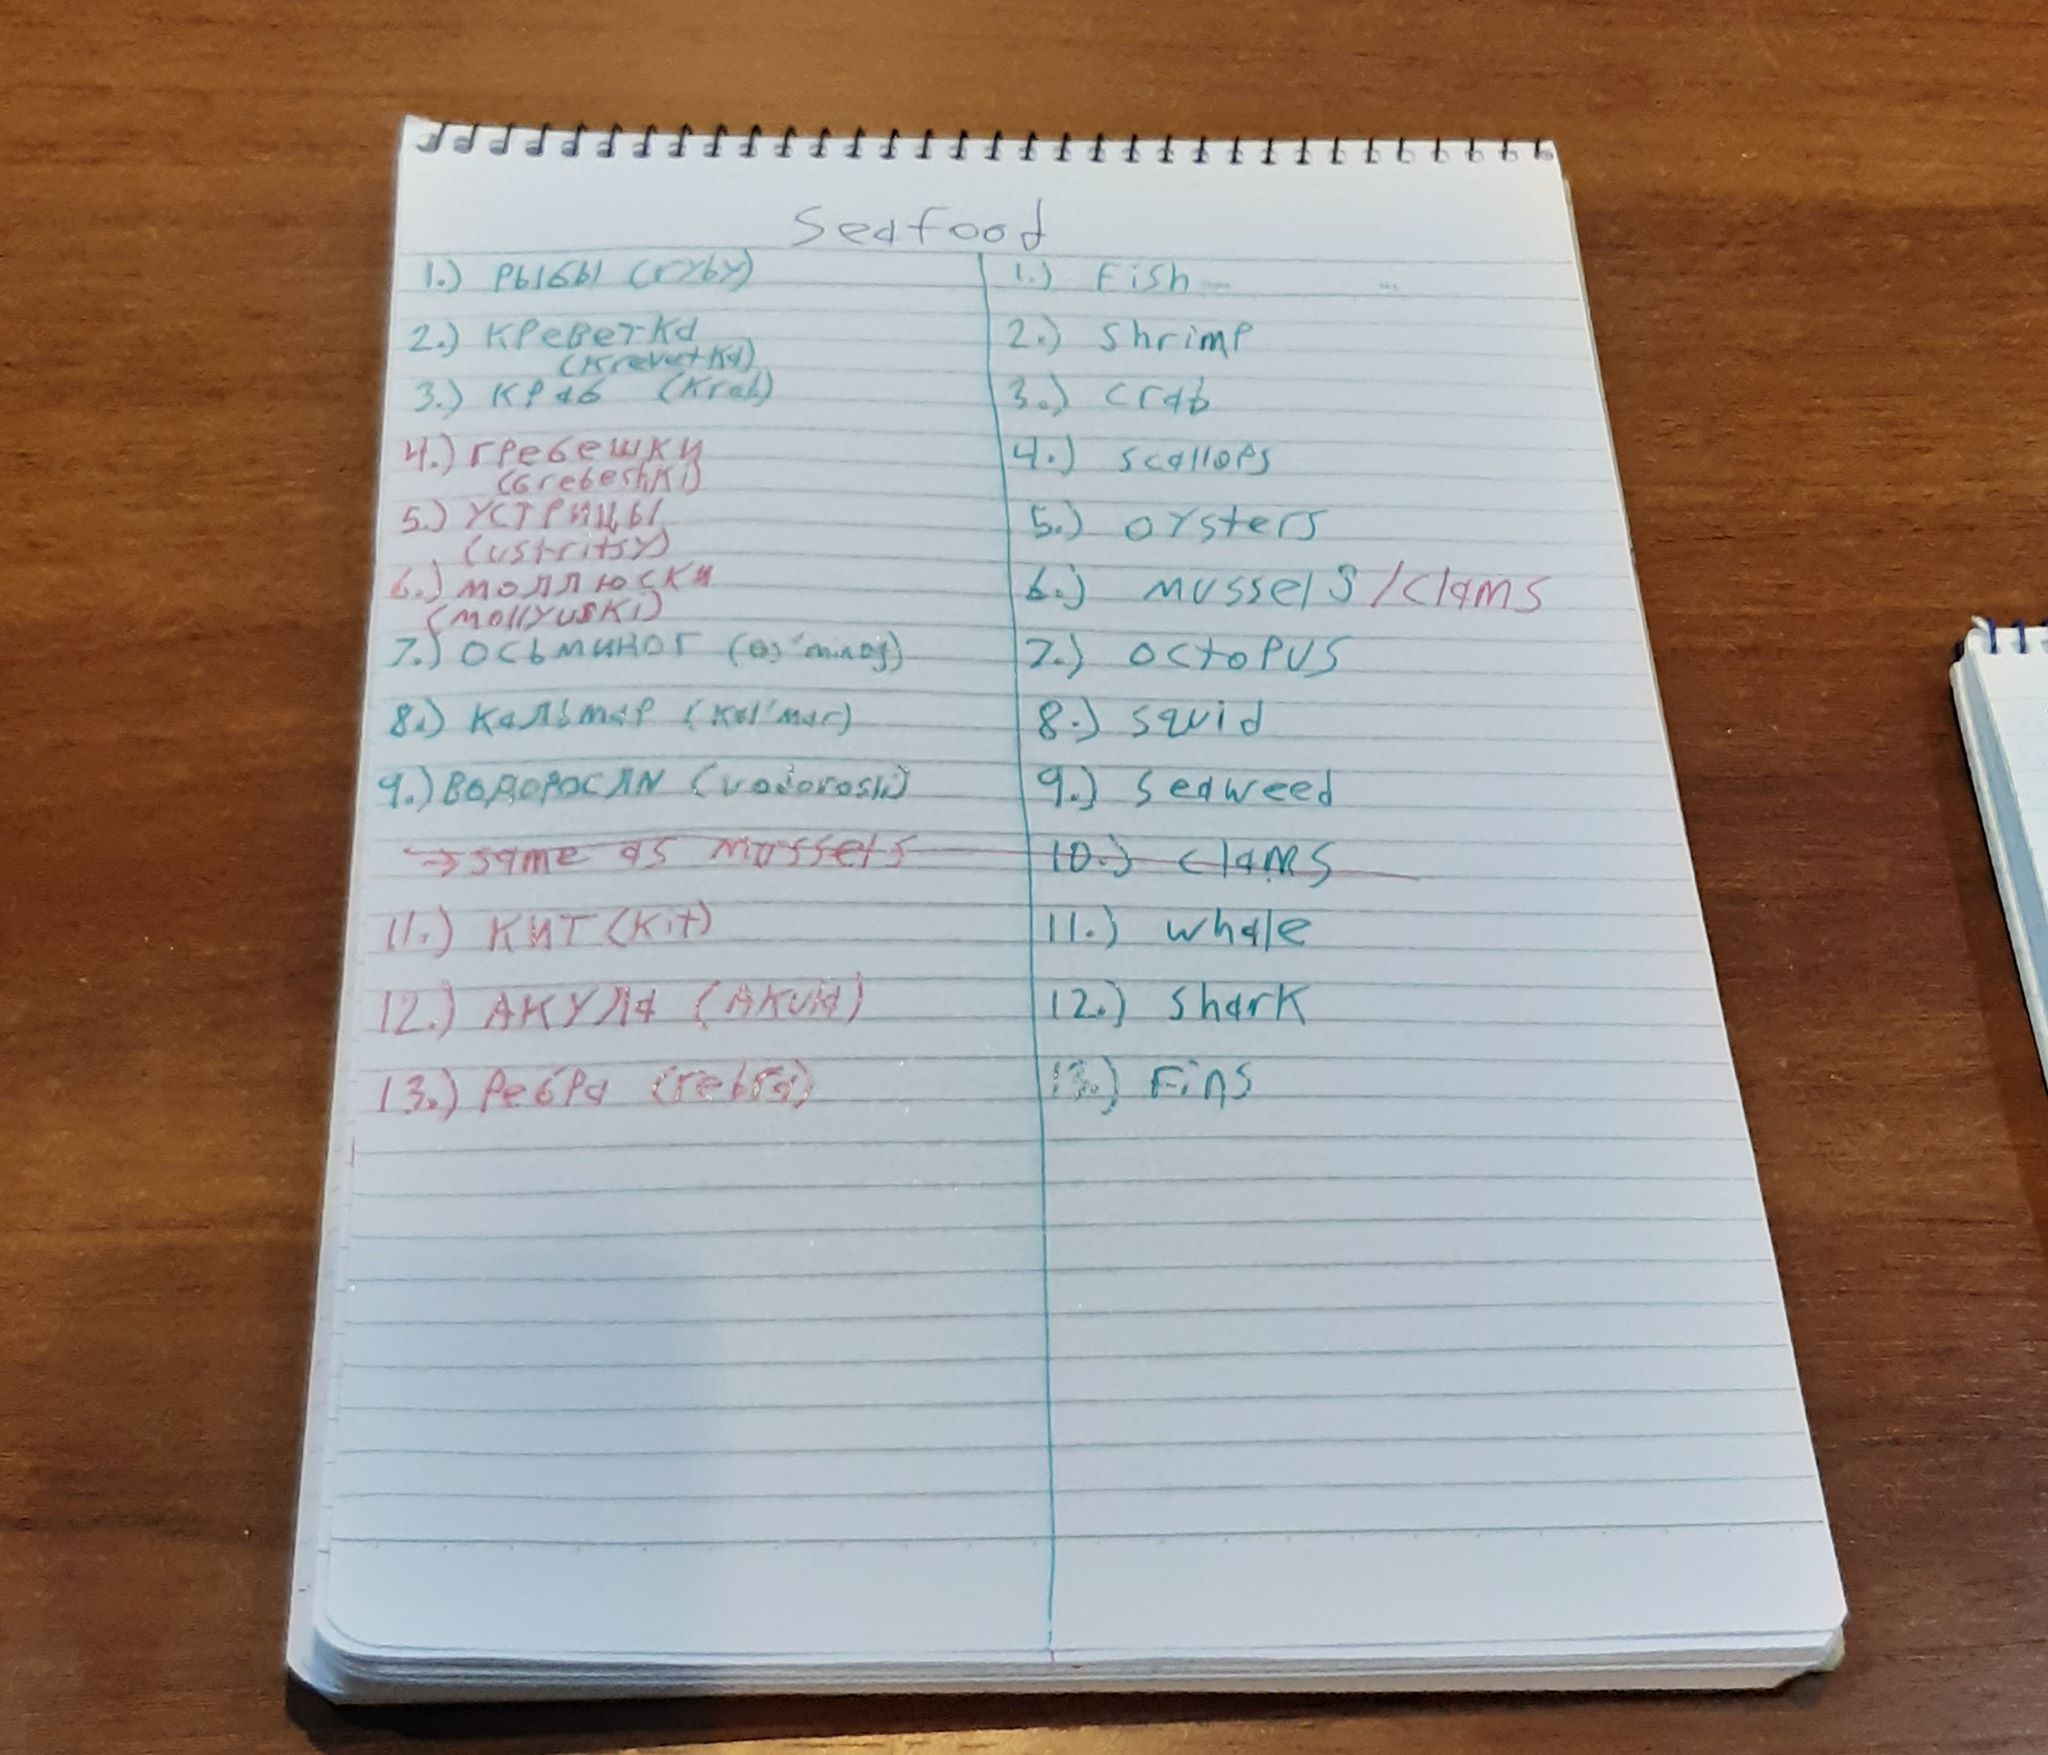 Seafood
1.) рыбы (ryby) 1.) Fish
2.) креветка 2.) shrimp
(krevetka)
3.) краб (krab) 3.) crab
4.) гребешки 4.) scallops
(Grebeshki)
5.) устрицы 5.) oysters
(ustritsy)
6.) моллюски 6.) mussels/clams
(mollyuski)
7.) осьминог (os'minog) 7.) octopus
8.) кальмар (kal'mar) 8.) squid
9.) водоросли (vodorosli) 9.) seaweed
→ same as mussels 10.) clams
11.) кит (kit) 11.) whale
12.) Акула (Akula) 12.) shark
13.) ребра (rebra) 13.) Fins